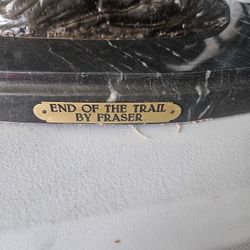 END OF THE TRAIL
BY FRASER